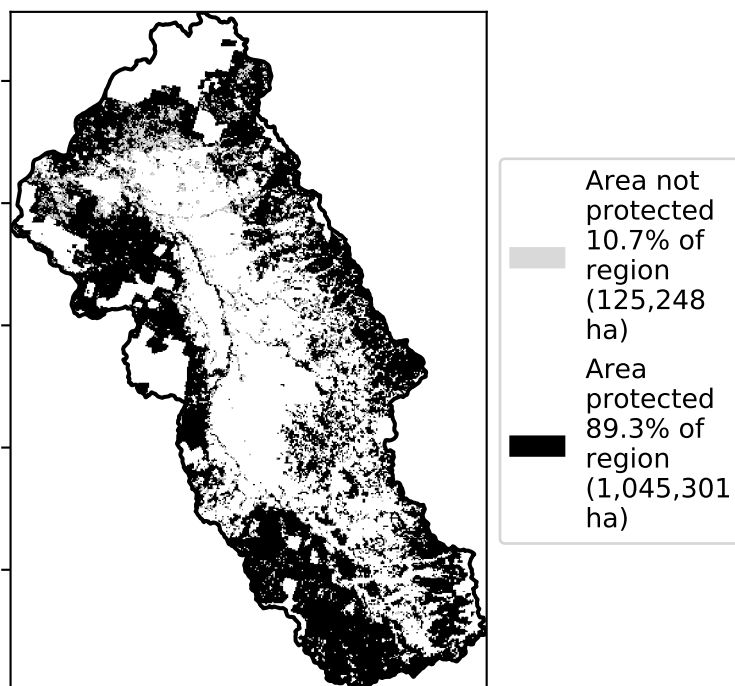 Area not
protected
10.7% of
region
(125,248
ha)
Area
protected
89.3% of
region
(1,045,301
ha)